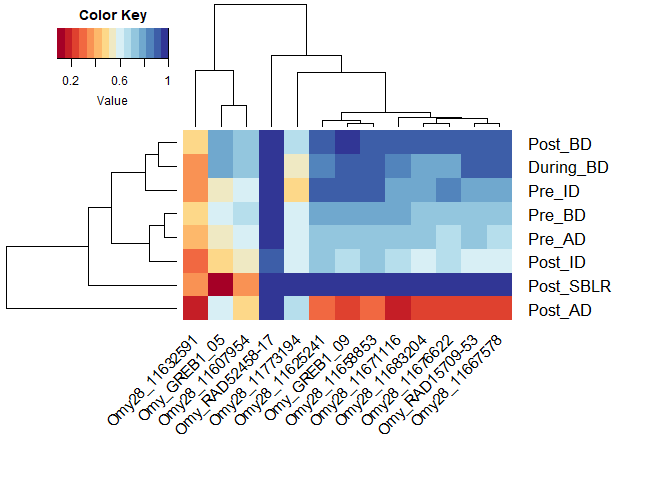 Color Key
0.2 0.6 1
Value
Post_BD
During_BD
Pre_ID
Pre_BD
Pre_AD
Post_ID
Post_SBLR
Post_AD
Omy28_11632591
Omy_GREB1_05
Omy28_11607954
Omy_RAD52458-17
Omy28_11773194
Omy28_11625241
Omy_GREB1_09
Omy28_11658853
Omy28_11671116
Omy28_11683204
Omy28_11676622
Omy_RAD15709-53
Omy28_11667578